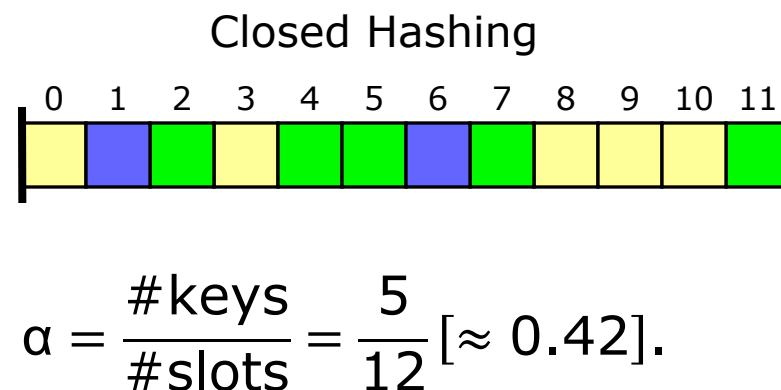 Closed Hashing
0 1 2 3 4 5 6 7 8 9 10 11
α = #keys / #slots = 5 / 12 [≈ 0.42].